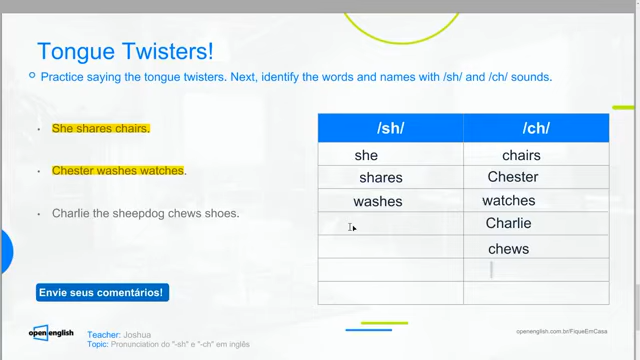 Tongue Twisters!
Practice saying the tongue twisters. Next, identify the words and names with /sh/ and /ch/ sounds.
She shares chairs.
Chester washes watches.
Charlie the sheepdog chews shoes.
/sh/ /ch/
she chairs
shares Chester
washes watches
Charlie
chews
Envie seus comentários!
openenglish
Teacher: Joshua
Topic: Pronunciation do "-sh" e "-ch" em inglês
openenglish.com.br/FiqueEmCasa